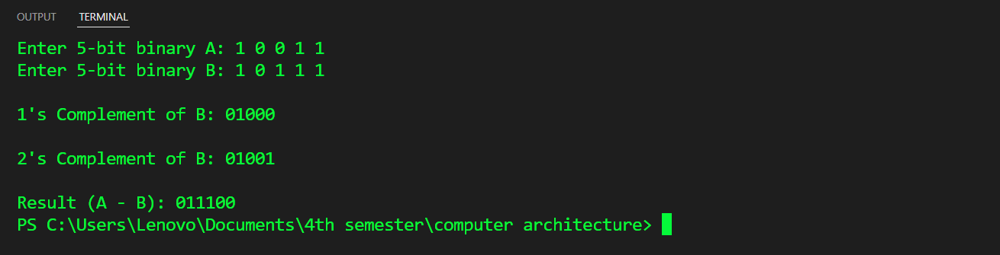 OUTPUT TERMINAL
Enter 5-bit binary A: 1 0 0 1 1
Enter 5-bit binary B: 1 0 1 1 1
1's Complement of B: 01000
2's Complement of B: 01001
Result (A - B): 011100
PS C:\Users\Lenovo\Documents\4th semester\computer architecture>